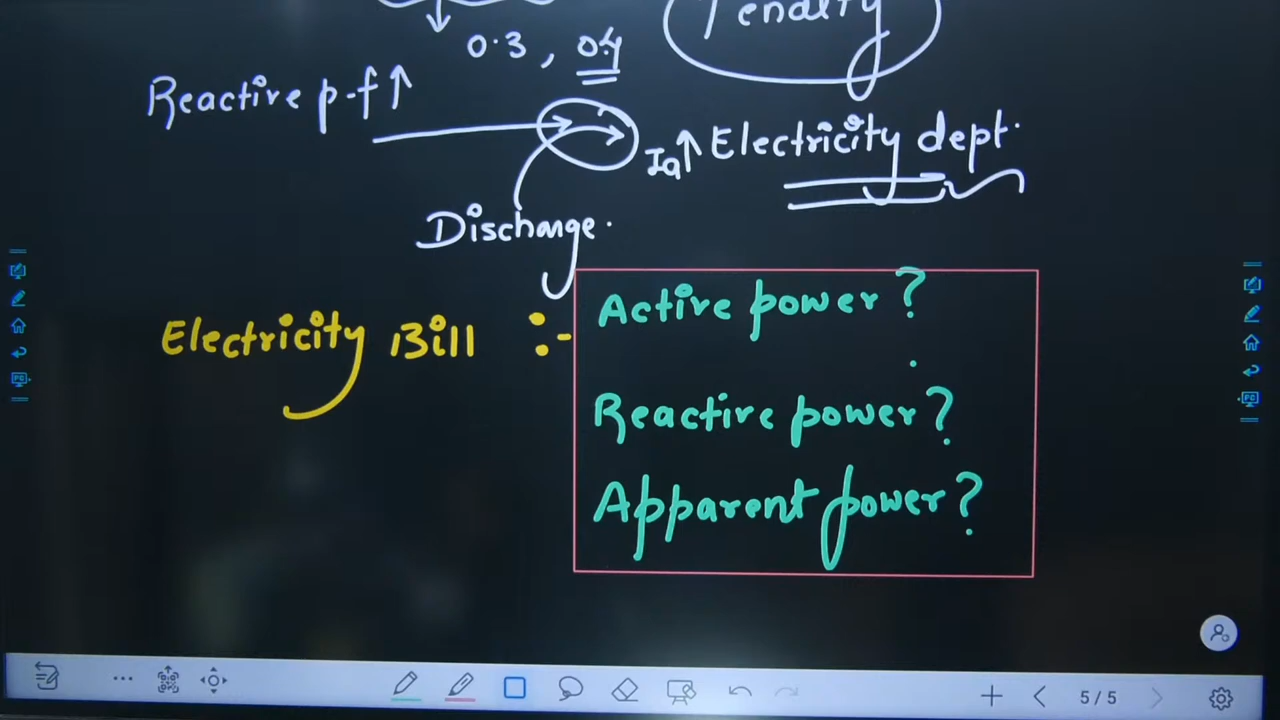 Penalty
0.3, 0.4
Reactive p.f ↑
Ia↑ Electricity dept.
Discharge.
Electricity Bill :-
Active power?
Reactive power?
Apparent power?
5 / 5